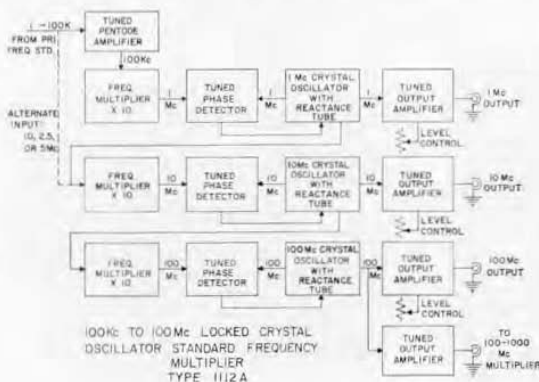 1 - 100K
FROM PRI
FREQ STD.
TUNED
PENTODE
AMPLIFIER
100KC
FREQ.
MULTIPLIER
X 10
1
MC
TUNED
PHASE
DETECTOR
1
MC
1 MC CRYSTAL
OSCILLATOR
WITH
REACTANCE
TUBE
1
MC
TUNED
OUTPUT
AMPLIFIER
1 MC
OUTPUT
LEVEL
CONTROL
ALTERNATE
INPUT:
1.0, 2.5,
OR 5MC
FREQ.
MULTIPLIER
X 10
10
MC
TUNED
PHASE
DETECTOR
10
MC
10MC CRYSTAL
OSCILLATOR
WITH
REACTANCE
TUBE
10
MC
TUNED
OUTPUT
AMPLIFIER
10 MC
OUTPUT
LEVEL
CONTROL
FREQ.
MULTIPLIER
X 10
100
MC
TUNED
PHASE
DETECTOR
100
MC
100MC CRYSTAL
OSCILLATOR
WITH
REACTANCE
TUBE
100
MC
TUNED
OUTPUT
AMPLIFIER
100MC
OUTPUT
LEVEL
CONTROL
TUNED
OUTPUT
AMPLIFIER
TO
100-1000
MC
MULTIPLIER
100KC TO 100MC LOCKED CRYSTAL
OSCILLATOR STANDARD FREQUENCY
MULTIPLIER
TYPE 1112A